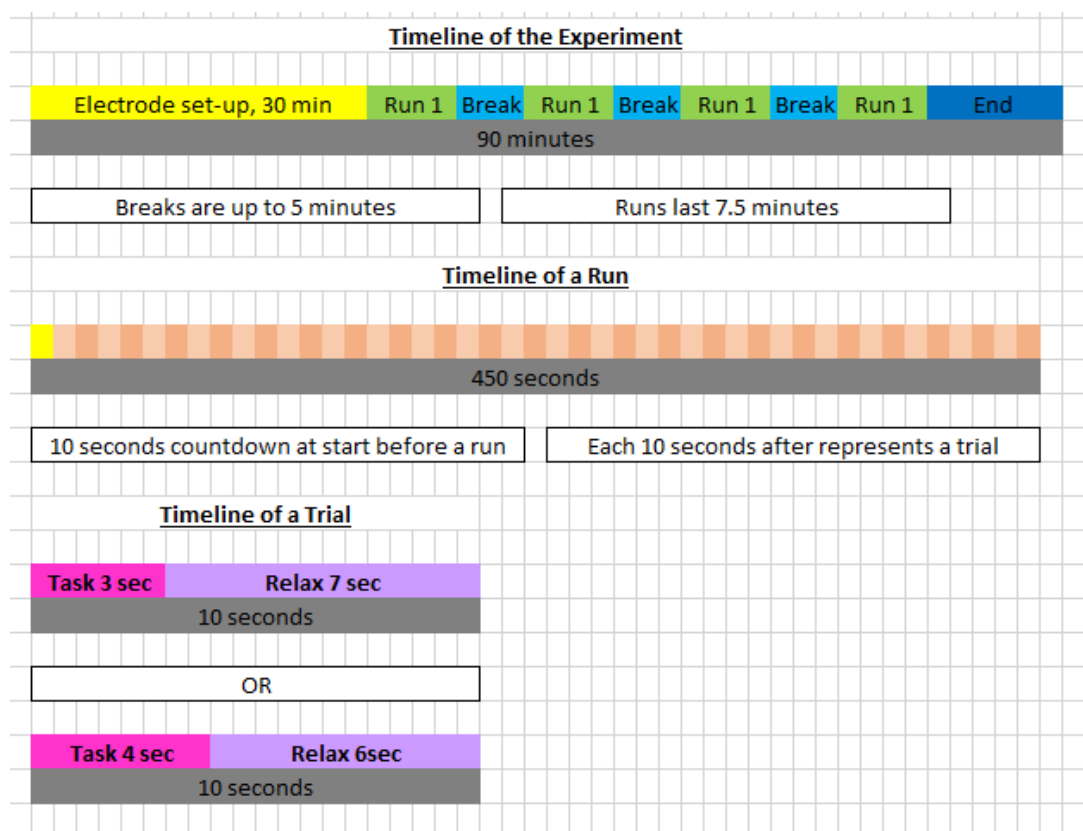 Timeline of the Experiment
Electrode set-up, 30 min Run 1 Break Run 1 Break Run 1 Break Run 1 End
90 minutes
Breaks are up to 5 minutes Runs last 7.5 minutes
Timeline of a Run
450 seconds
10 seconds countdown at start before a run Each 10 seconds after represents a trial
Timeline of a Trial
Task 3 sec Relax 7 sec
10 seconds
OR
Task 4 sec Relax 6sec
10 seconds